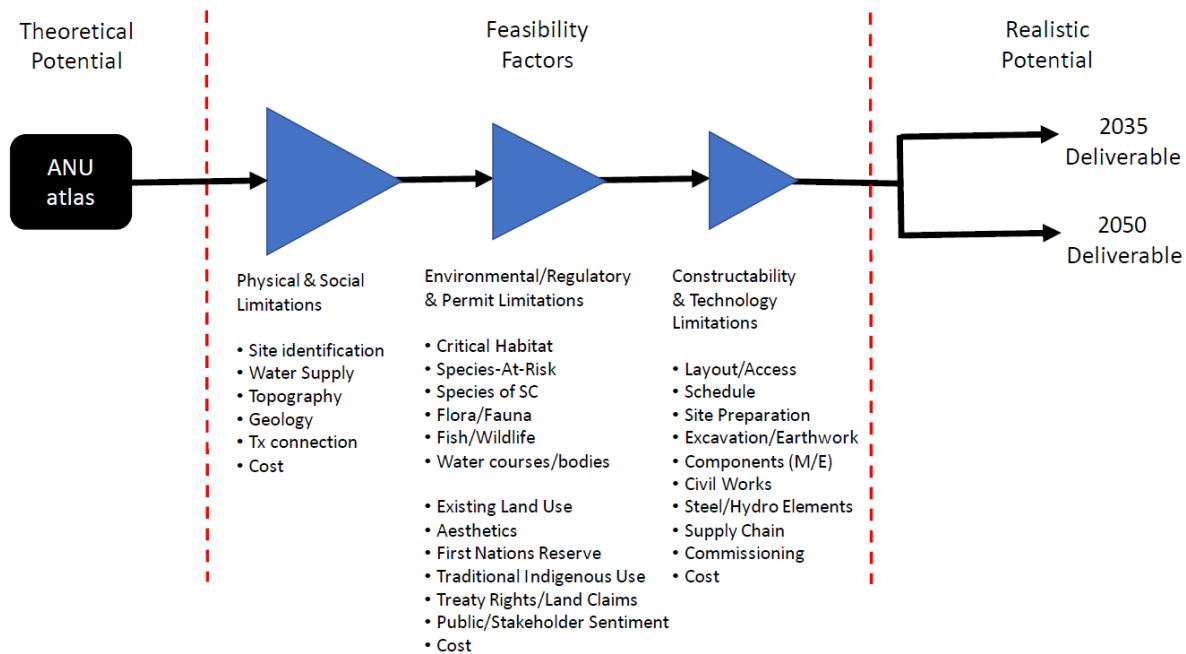 Theoretical
Potential
Feasibility
Factors
Realistic
Potential
ANU
atlas
2035
Deliverable
2050
Deliverable
Physical & Social
Limitations
• Site identification
• Water Supply
• Topography
• Geology
• Tx connection
• Cost
Environmental/Regulatory
& Permit Limitations
• Critical Habitat
• Species-At-Risk
• Species of SC
• Flora/Fauna
• Fish/Wildlife
• Water courses/bodies
• Existing Land Use
• Aesthetics
• First Nations Reserve
• Traditional Indigenous Use
• Treaty Rights/Land Claims
• Public/Stakeholder Sentiment
• Cost
Constructability
& Technology
Limitations
• Layout/Access
• Schedule
• Site Preparation
• Excavation/Earthwork
• Components (M/E)
• Civil Works
• Steel/Hydro Elements
• Supply Chain
• Commissioning
• Cost